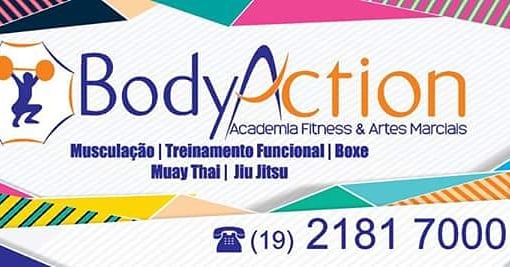 BodyAction
Academia Fitness & Artes Marciais
Musculação | Treinamento Funcional | Boxe
Muay Thai | Jiu Jitsu
(19) 2181 7000